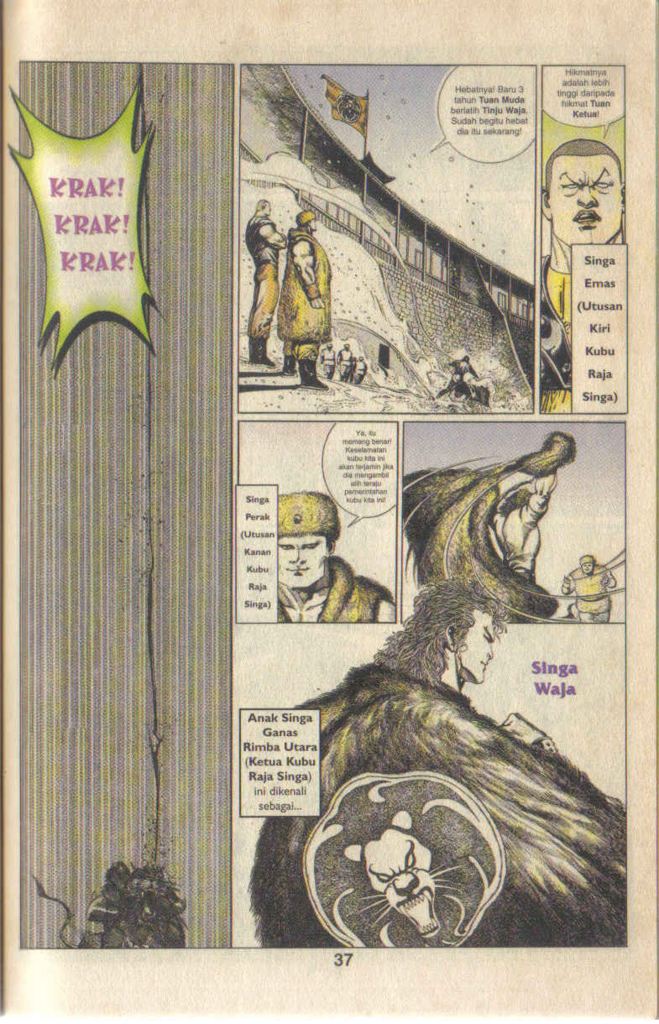 KRAK!
KRAK!
KRAK!
Hebatnya! Baru 3
tahun Tuan Muda
berlatih Tinju Waja.
Sudah begitu hebat
dia itu sekarang!
Hikmatnya
adalah lebih
tinggi daripada
hikmat Tuan
Ketua!
Singa
Emas
(Utusan
Kiri
Kubu
Raja
Singa)
Ya, itu
memang benar!
Keselamatan
kubu kita ini
akan terjamin jika
dia mengambil
alih teraju
pemerintahan
kubu kita ini!
Singa
Perak
(Utusan
Kanan
Kubu
Raja
Singa)
Anak Singa
Ganas
Rimba Utara
(Ketua Kubu
Raja Singa)
ini dikenali
sebagai...
Singa
Waja
37